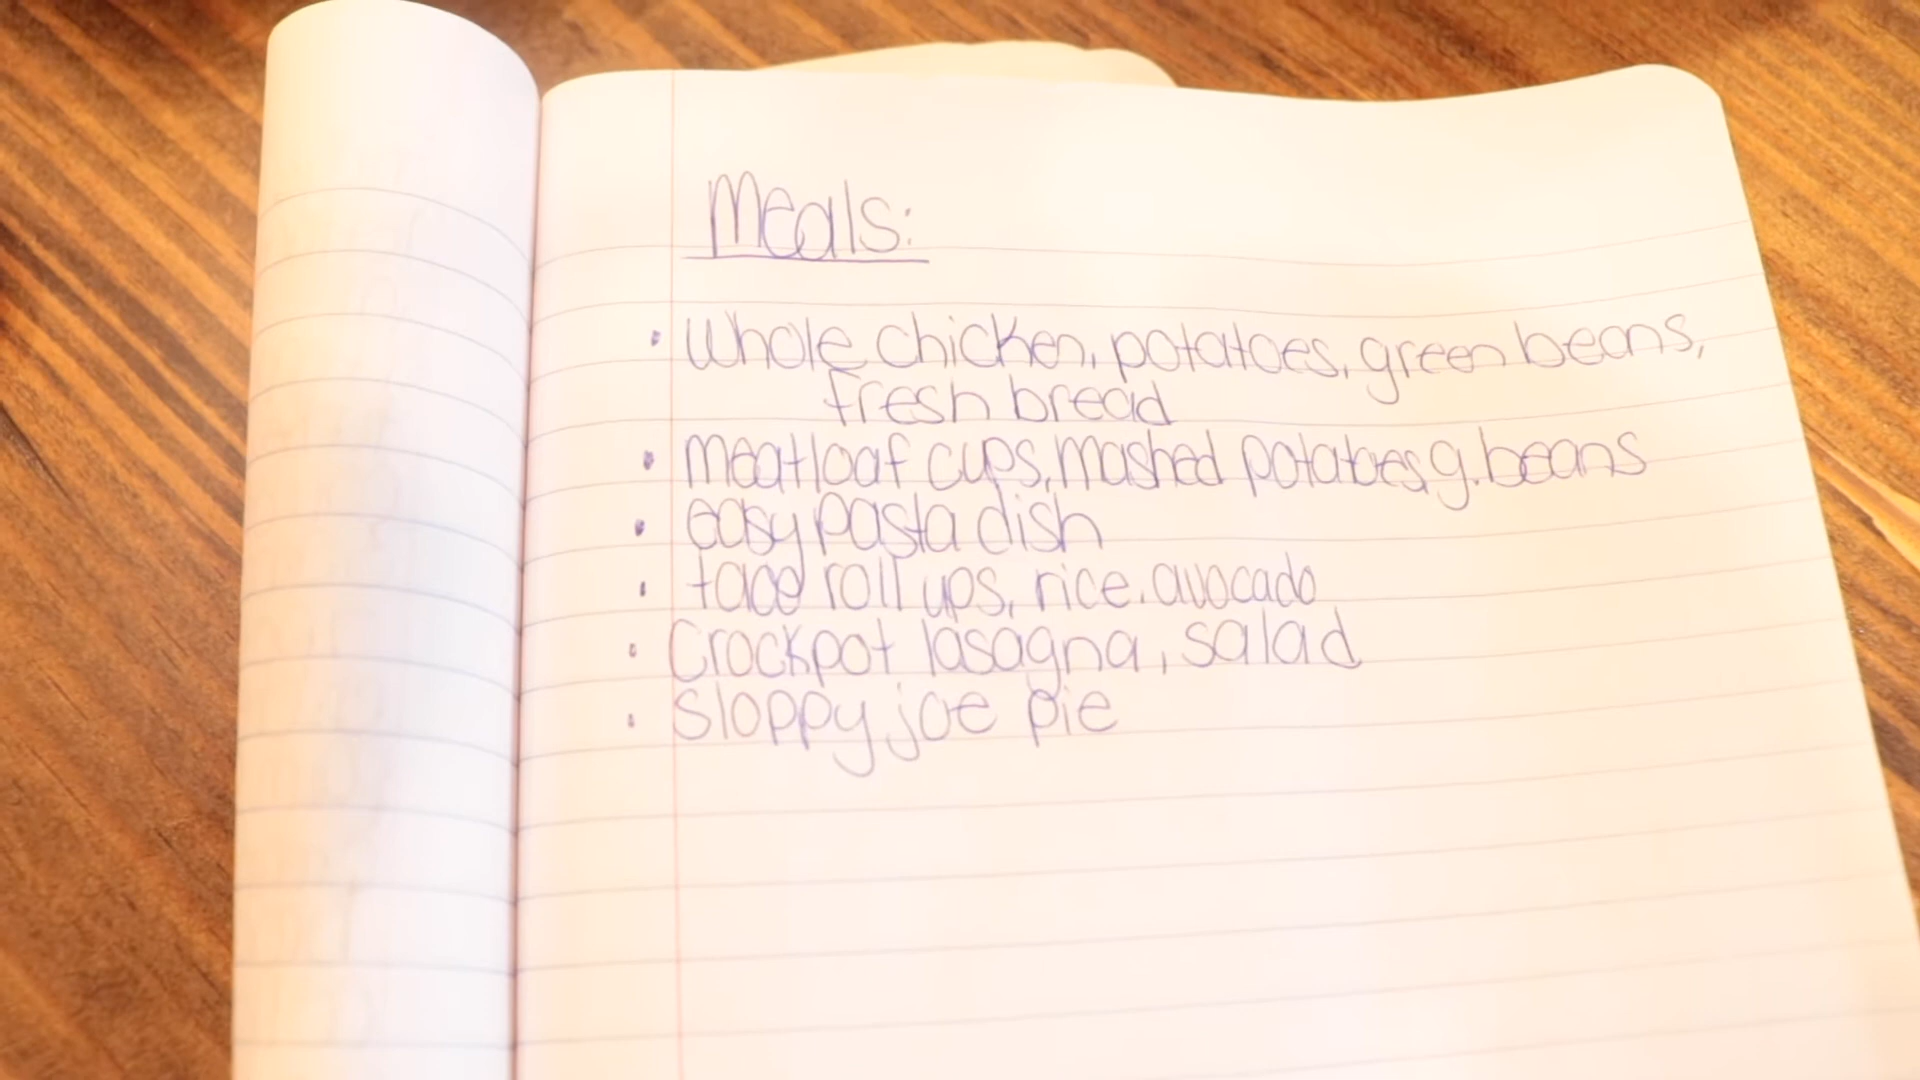 Meals:
• Whole chicken, potatoes, green beans,
fresh bread
• meatloaf cups, mashed potatoes, g. beans
• easy pasta dish
• taco roll ups, rice, avocado
• Crockpot lasagna, salad
• Sloppy joe pie